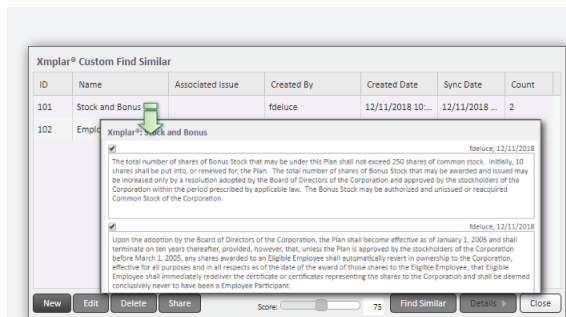 Xmplar® Custom Find Similar
ID Name Associated Issue Created By Created Date Sync Date Count
101 Stock and Bonus fdeluce 12/11/2018 10:... 12/11/2018 ... 2
102 Emplo
Xmplar®: Stock and Bonus
fdeluce, 12/11/2018
The total number of shares of Bonus Stock that may be under this Plan shall not exceed 250 shares of common stock. Initially, 10
shares shall be put into, or renewed for, the Plan. The total number of shares of Bonus Stock that may be awarded and issued may
be increased only by a resolution adopted by the Board of Directors of the Corporation and approved by the stockholders of the
Corporation within the period prescribed by applicable law. The Bonus Stock may be authorized and unissued or reacquired
Common Stock of the Corporation.
fdeluce, 12/11/2018
Upon the adoption by the Board of Directors of the Corporation, the Plan shall become effective as of January 1, 2005 and shall
terminate on ten years thereafter, provided, however, that, unless the Plan is approved by the stockholders of the Corporation
before March 1, 2005, any shares awarded to an Eligible Employee shall automatically revert in ownership to the Corporation,
effective for all purposes and in all respects as of the date of the award of those shares to the Eligible Employee; that Eligible
Employee shall immediately redeliver the certificate or certificates representing the shares to the Corporation and shall be deemed
conclusively never to have been a Employee Participant.
New Edit Delete Share Score: 75 Find Similar Details Close